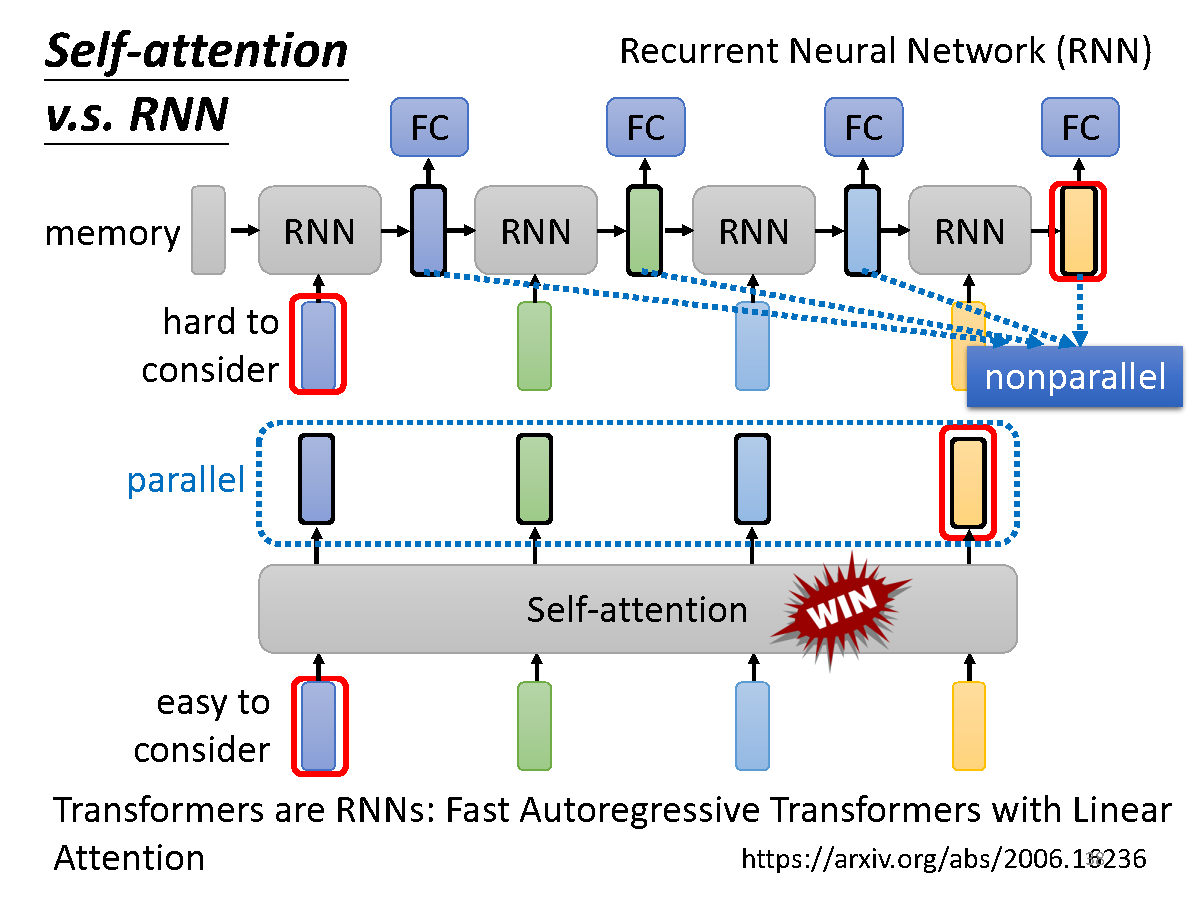 Self-attention
v.s. RNN
Recurrent Neural Network (RNN)
FC FC FC FC
memory RNN RNN RNN RNN
hard to
consider
nonparallel
parallel
Self-attention WIN
easy to
consider
Transformers are RNNs: Fast Autoregressive Transformers with Linear
Attention
https://arxiv.org/abs/2006.16236
38